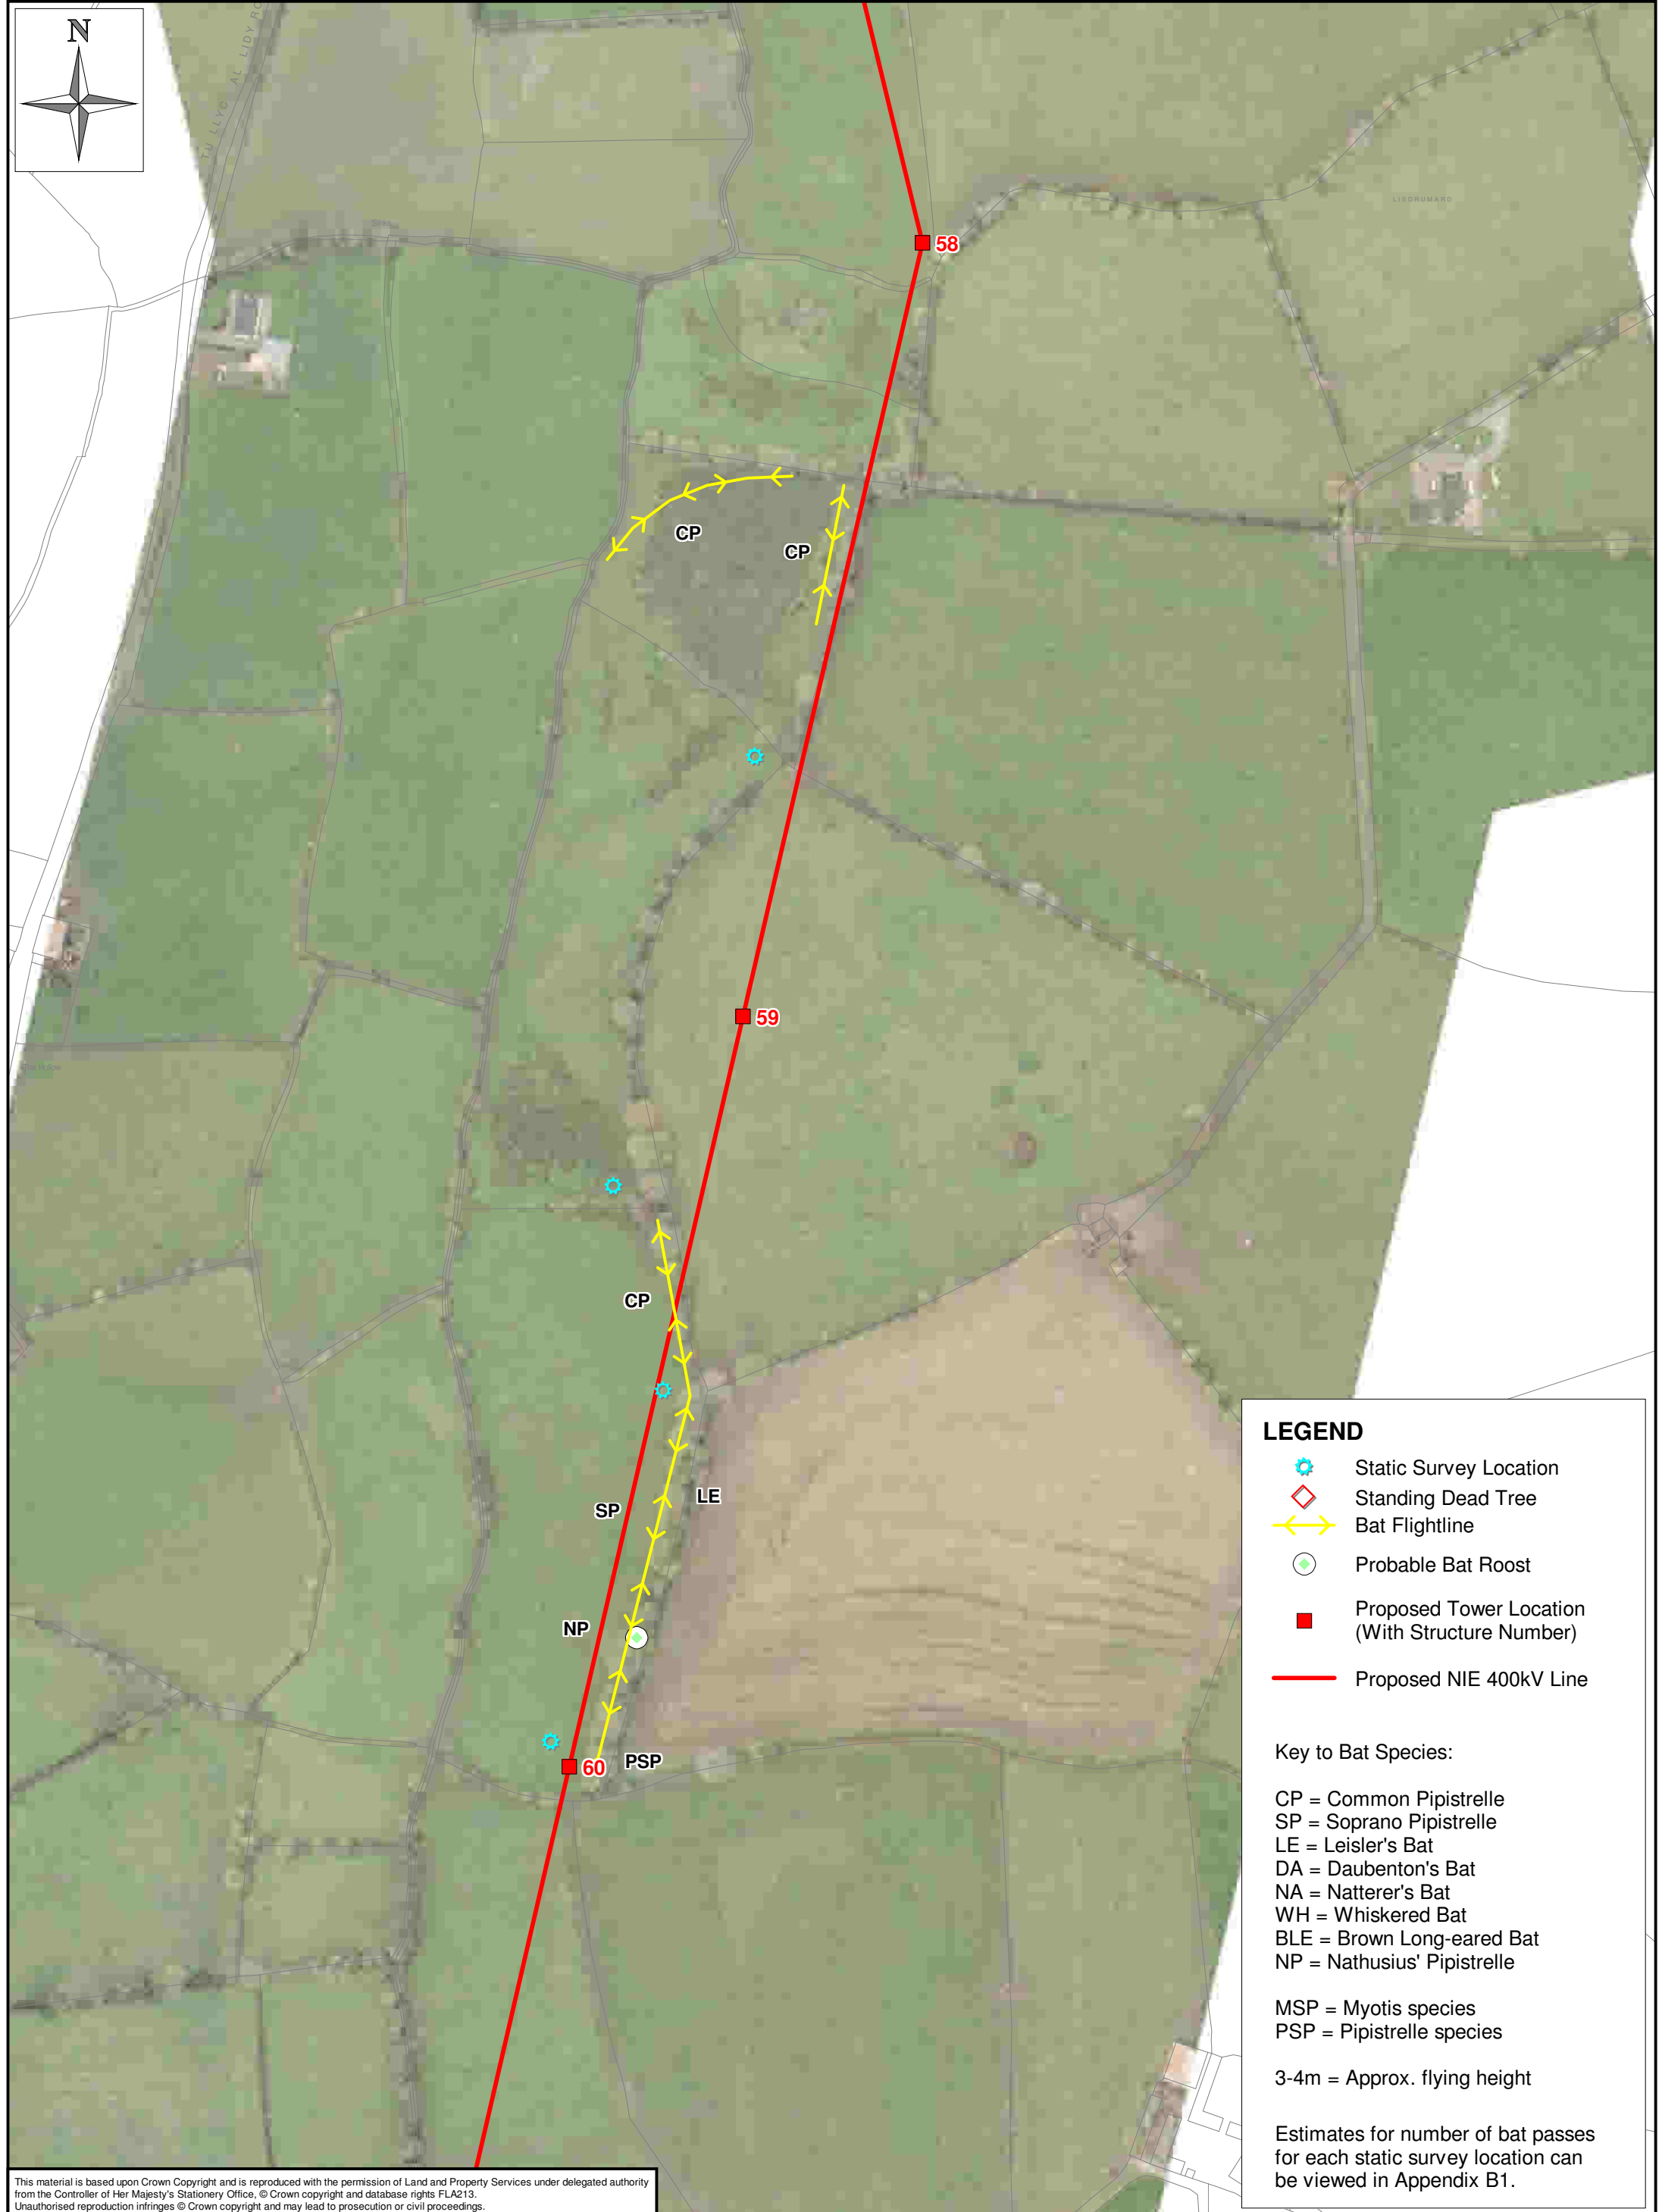 N
58
LISDRUMARD
CP
CP
59
CP
SP
LE
NP
PSP
60
LEGEND
Static Survey Location
Standing Dead Tree
Bat Flightline
Probable Bat Roost
Proposed Tower Location
(With Structure Number)
Proposed NIE 400kV Line
Key to Bat Species:
CP = Common Pipistrelle
SP = Soprano Pipistrelle
LE = Leisler's Bat
DA = Daubenton's Bat
NA = Natterer's Bat
WH = Whiskered Bat
BLE = Brown Long-eared Bat
NP = Nathusius' Pipistrelle
MSP = Myotis species
PSP = Pipistrelle species
3-4m = Approx. flying height
Estimates for number of bat passes
for each static survey location can
be viewed in Appendix B1.
This material is based upon Crown Copyright and is reproduced with the permission of Land and Property Services under delegated authority
from the Controller of Her Majesty's Stationery Office, © Crown copyright and database rights FLA213.
Unauthorised reproduction infringes © Crown copyright and may lead to prosecution or civil proceedings.